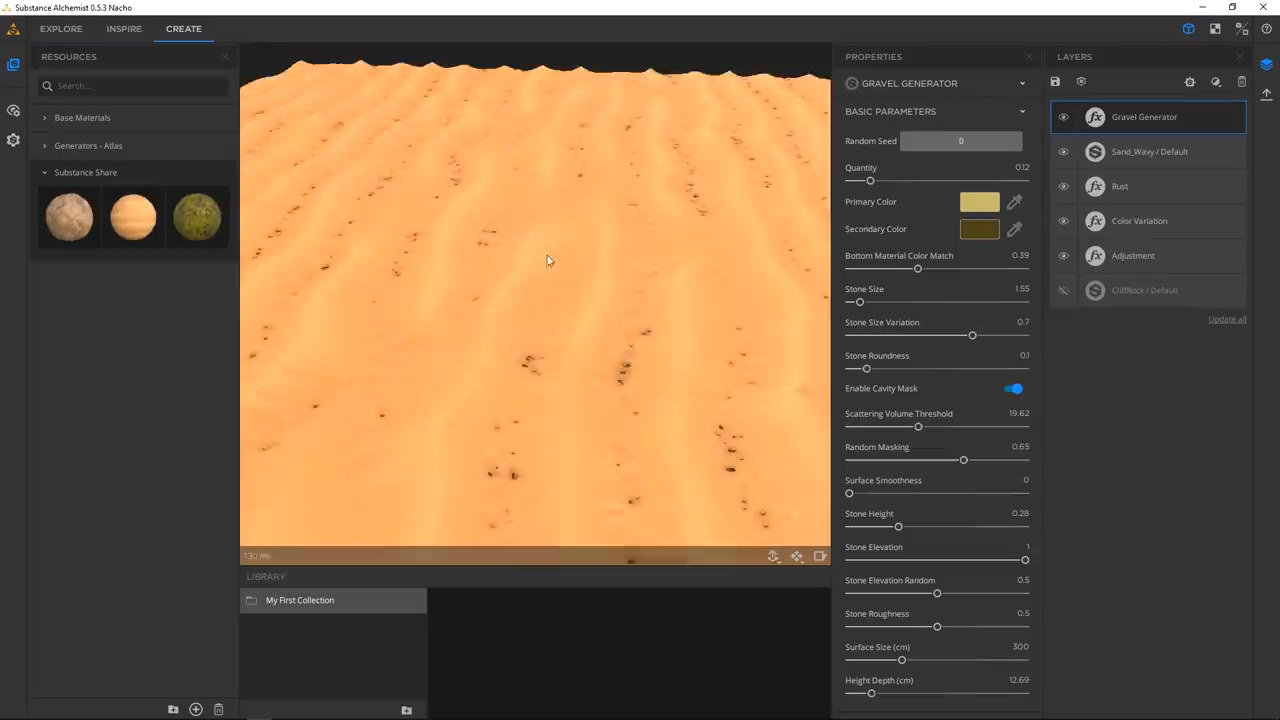 Substance Alchemist 0.5.3 Nacho
EXPLORE
INSPIRE
CREATE
RESOURCES
Search...
Base Materials
Generators - Atlas
Substance Share
130 ms
LIBRARY
My First Collection
PROPERTIES
GRAVEL GENERATOR
BASIC PARAMETERS
Random Seed 0
Quantity 0.12
Primary Color
Secondary Color
Bottom Material Color Match 0.39
Stone Size 1.55
Stone Size Variation 0.7
Stone Roundness 0.1
Enable Cavity Mask
Scattering Volume Threshold 19.62
Random Masking 0.65
Surface Smoothness 0
Stone Height 0.28
Stone Elevation 1
Stone Elevation Random 0.5
Stone Roughness 0.5
Surface Size (cm) 300
Height Depth (cm) 12.69
LAYERS
Gravel Generator
Sand_Wavy / Default
Rust
Color Variation
Adjustment
CliffRock / Default
Update all